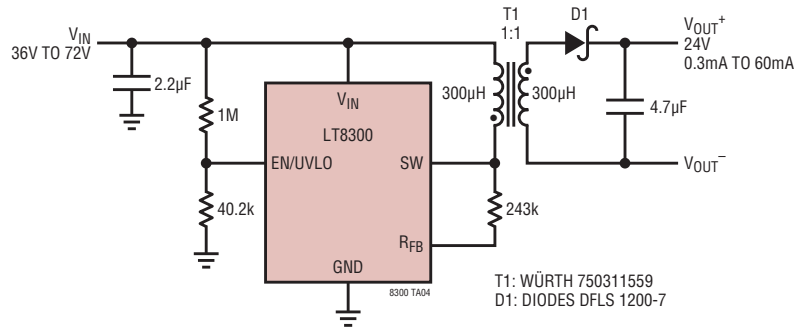 T1
1:1
D1
VIN
36V TO 72V
VOUT+
24V
0.3mA TO 60mA
2.2µF
1M
VIN
300µH
300µH
4.7µF
LT8300
EN/UVLO
SW
VOUT–
40.2k
243k
RFB
GND
8300 TA04
T1: WÜRTH 750311559
D1: DIODES DFLS 1200-7